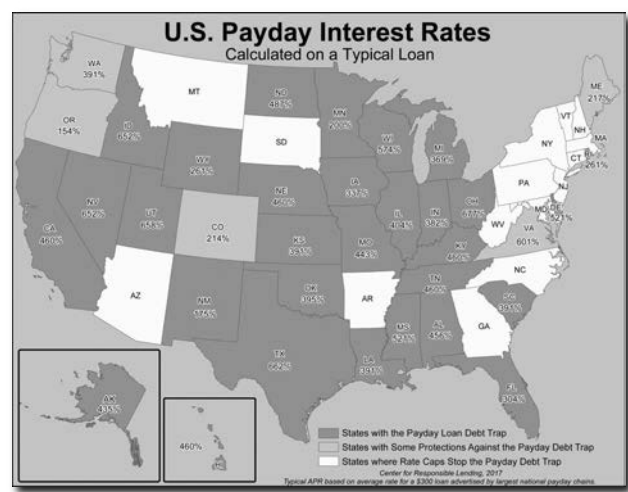 U.S. Payday Interest Rates
Calculated on a Typical Loan
WA
391%
OR
154%
MT
ID
652%
ND
487%
MN
SD
WY
261%
WI
574%
MI
369%
ME
217%
VT
NH
MA
NY
CT
RI
261%
NV
652%
UT
658%
CA
460%
CO
214%
NE
460%
IA
337%
IL
404%
IN
382%
OH
677%
PA
NJ
MD
DE
521%
WV
VA
601%
KS
391%
MO
443%
KY
460%
TN
460%
NC
AZ
NM
175%
OK
395%
AR
SC
391%
MS
521%
AL
456%
GA
TX
662%
LA
391%
FL
304%
AK
435%
460%
States with the Payday Loan Debt Trap
States with Some Protections Against the Payday Debt Trap
States where Rate Caps Stop the Payday Debt Trap
Center for Responsible Lending, 2017
Typical APR based on average rate for a $300 loan advertised by largest national payday chains.